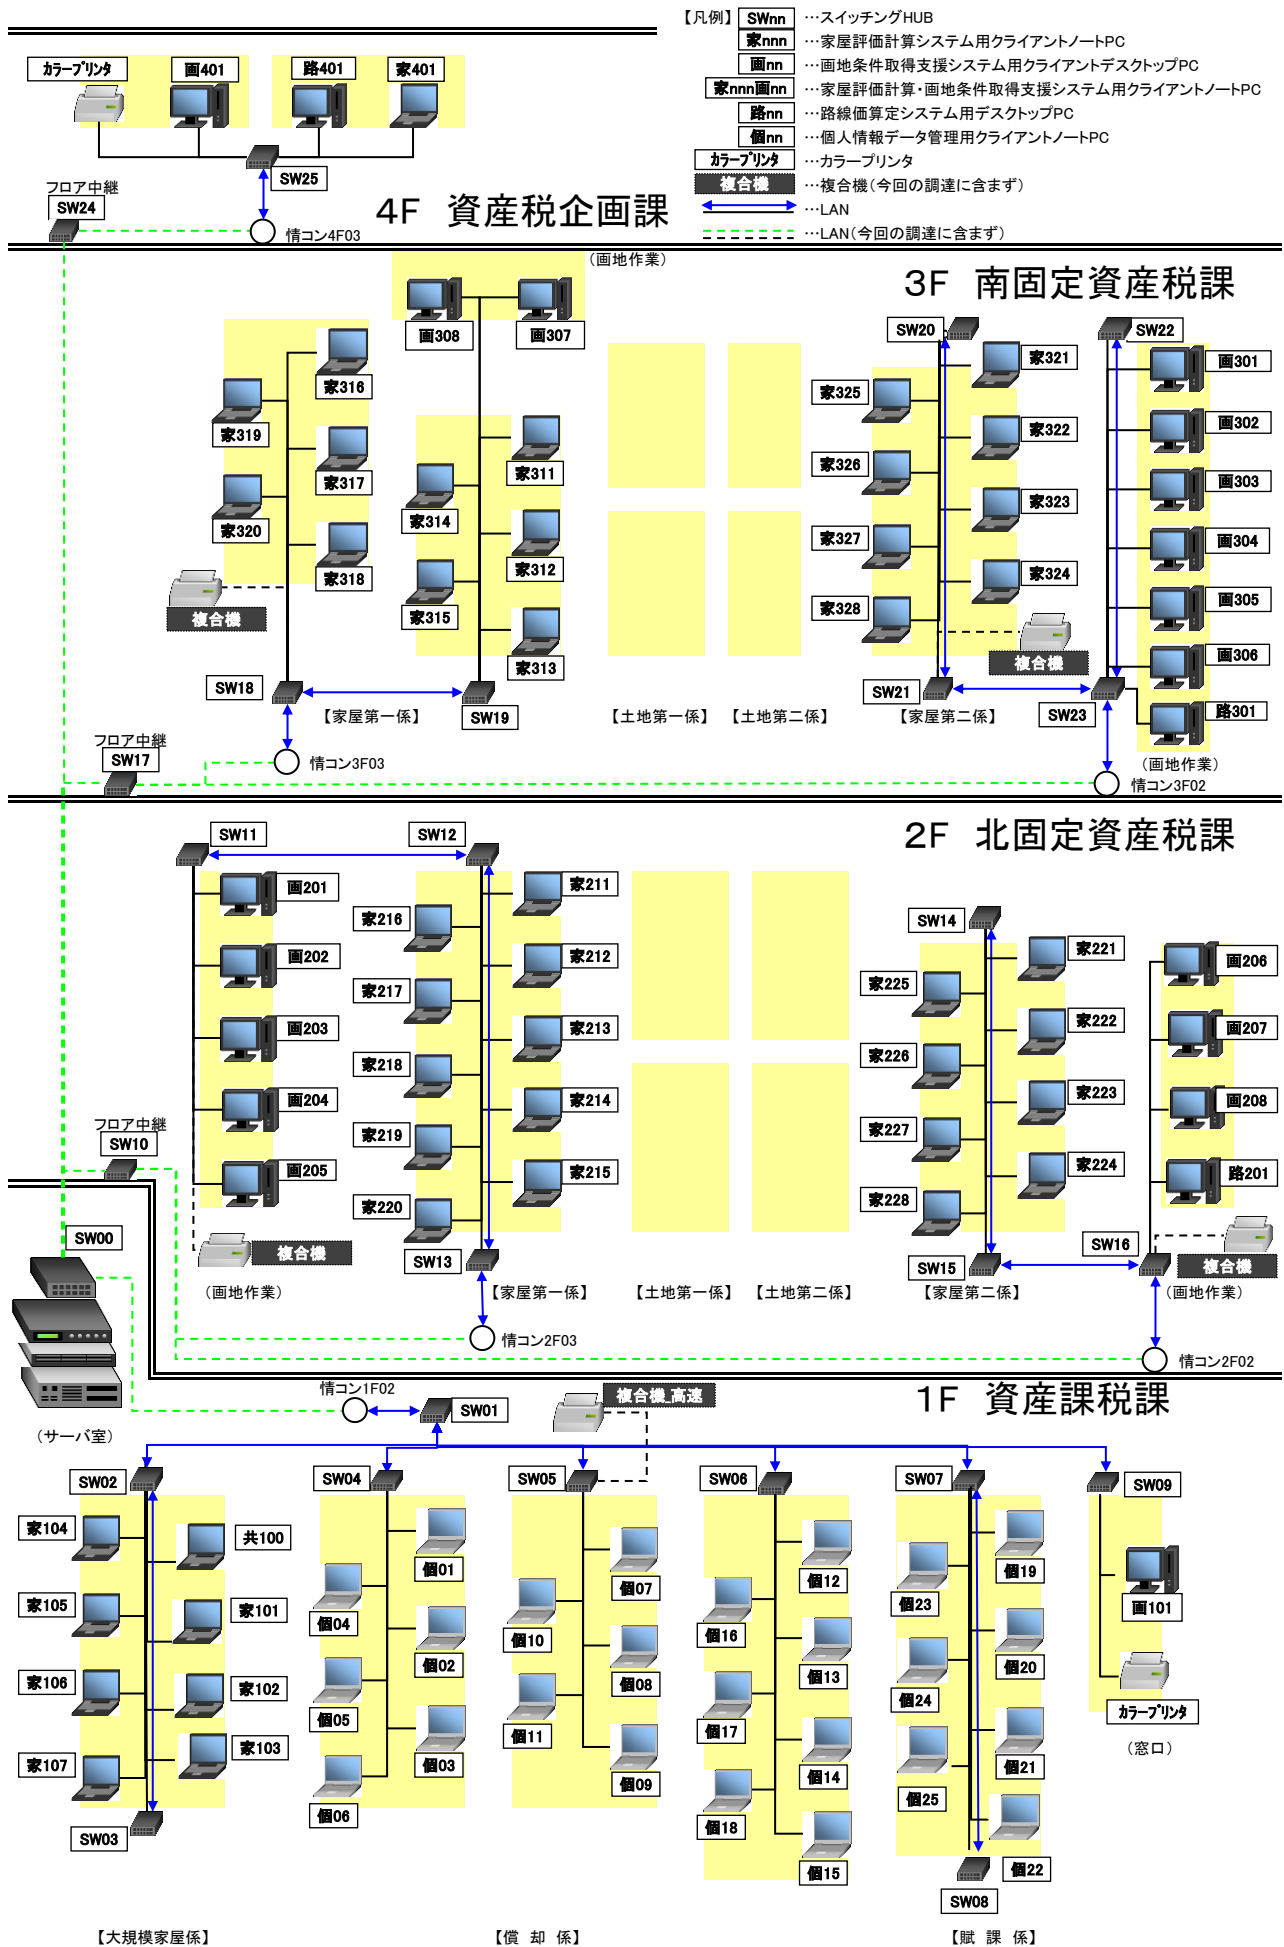 【凡例】 SWnn …スイッチングHUB
家nnn …家屋評価計算システム用クライアントノートPC
画nn …画地条件取得支援システム用クライアントデスクトップPC
家nnn画nn …家屋評価計算・画地条件取得支援システム用クライアントノートPC
路nn …路線価算定システム用デスクトップPC
個nn …個人情報データ管理用クライアントノートPC
カラープリンタ …カラープリンタ
複合機 …複合機(今回の調達に含まず)
…LAN
…LAN(今回の調達に含まず)
カラープリンタ 画401 路401 家401
SW25
フロア中継
SW24
4F 資産税企画課
情コン4F03
(画地作業)
3F 南固定資産税課
画308 画307
SW20 SW22
家316
家321
画301
家319
家325
画302
家311
家322
家317
家326
画303
家314
家323
家320
家312
家327
画304
家318
家324
画305
家315
家328
複合機
家313
複合機
画306
SW18
SW19
SW21
SW23
路301
【家屋第一係】 【土地第一係】 【土地第二係】 【家屋第二係】
フロア中継
SW17
情コン3F03
(画地作業)
情コン3F02
SW11 SW12
2F 北固定資産税課
画201
家211
家216
SW14
画202
家212
家221
画206
家217
家225
画203
家213
家222
画207
家218
家226
画204
家214
家223
画208
フロア中継
SW10
家219
家227
画205
家215
家224
路201
家220
家228
SW00
複合機
SW13
SW15
SW16
複合機
(画地作業) 【家屋第一係】 【土地第一係】 【土地第二係】 【家屋第二係】 (画地作業)
情コン2F03
情コン2F02
情コン1F02
SW01
複合機_高速
1F 資産課税課
(サーバ室)
SW02 SW04 SW05 SW06 SW07 SW09
家104 共100
個01 個07 個12 個19
家105 家101
個04 個10 個16 個23
画101
家106 家102
個02 個08 個13 個20
個05 個11 個17 個24
カラープリンタ
家107 家103
個03 個09 個14 個21
(窓口)
個06 個18 個25
SW03
個15 個22
SW08
【大規模家屋係】 【償 却 係】 【賦 課 係】